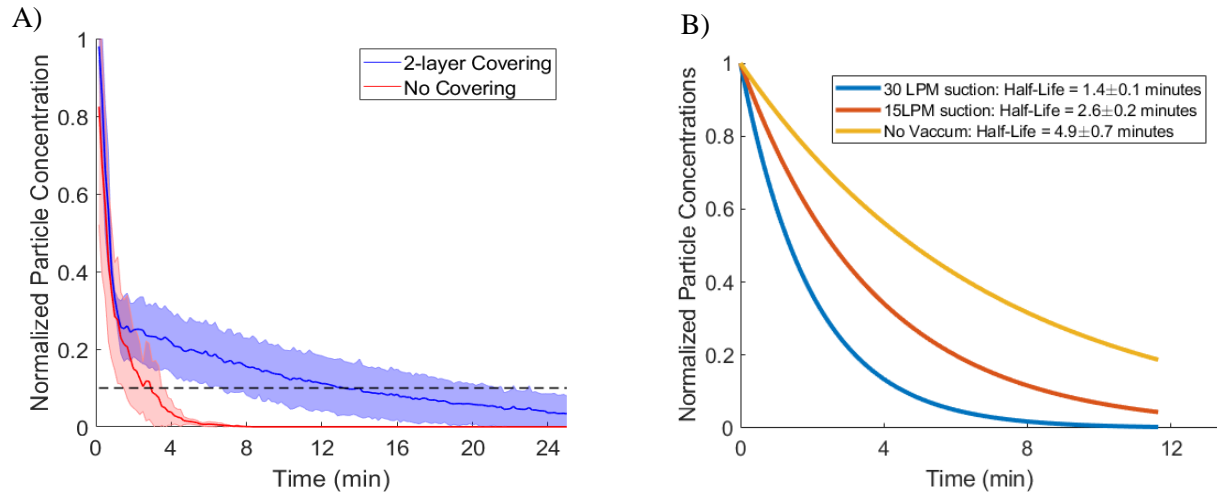 A)
1
0.8
0.6
0.4
0.2
0
Normalized Particle Concentration
2-layer Covering
No Covering
0 4 8 12 16 20 24
Time (min)
B)
1
0.8
0.6
0.4
0.2
0
Normalized Particle Concentrations
30 LPM suction: Half-Life = 1.4±0.1 minutes
15LPM suction: Half-Life = 2.6±0.2 minutes
No Vaccum: Half-Life = 4.9±0.7 minutes
0 4 8 12
Time (min)